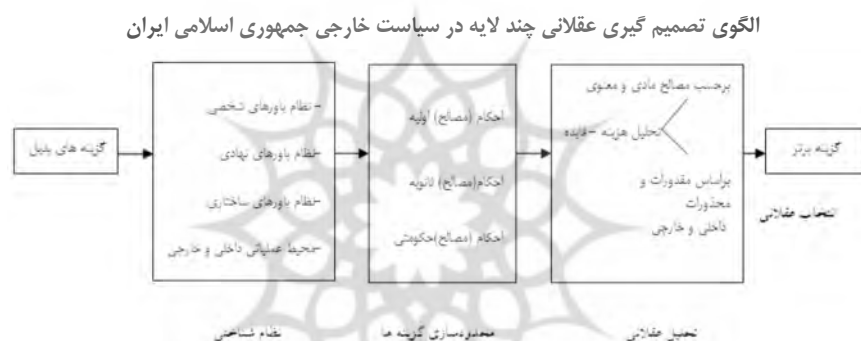 الگوی تصمیم گیری عقلانی چند لایه در سیاست خارجی جمهوری اسلامی ایران
گزینه های بدیل
- نظام باورهای شخصی
-نظام باورهای نهادی
-نظام باورهای ساختاری
-محیط عملیاتی داخلی و خارجی
نظام شناختی
احکام (مصالح) اولیه
احکام(مصالح) ثانویه
احکام (مصالح)حکومتی
محدودسازی گزینه ها
برحسب مصالح مادی و معنوی
تحلیل هزینه -فایده
براساس مقدورات و
محذورات
داخلی و خارجی
تحلیل عقلانی
گزینه برتر
انتخاب عقلانی